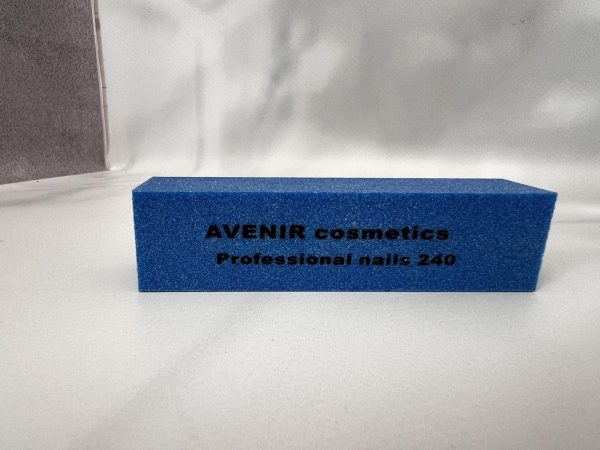 AVENIR cosmetics
Professional nails 240